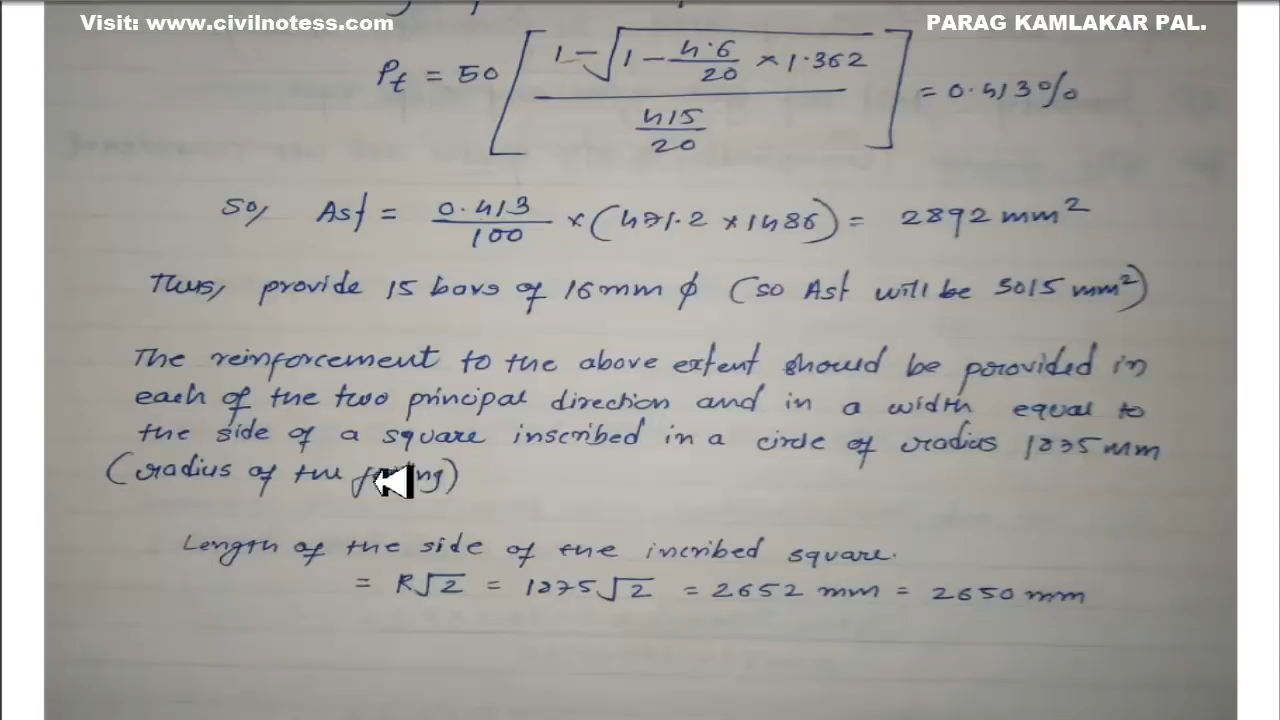 Visit: www.civilnotess.com
PARAG KAMLAKAR PAL.
Pt = 50 [ (1 - √(1 - 4.6/20 × 1.362)) / (415/20) ] = 0.413%
So, Ast = 0.413/100 × (471.2 × 1486) = 2892 mm²
Thus, provide 15 bars of 16mm ϕ (so Ast will be 3015 mm²)
The reinforcement to the above extent should be provided in
each of the two principal direction and in a width equal to
the side of a square inscribed in a circle of radius 1875 mm
(radius of the
Length of the side of the incribed square.
= R√2 = 1875√2 = 2652 mm = 2650 mm